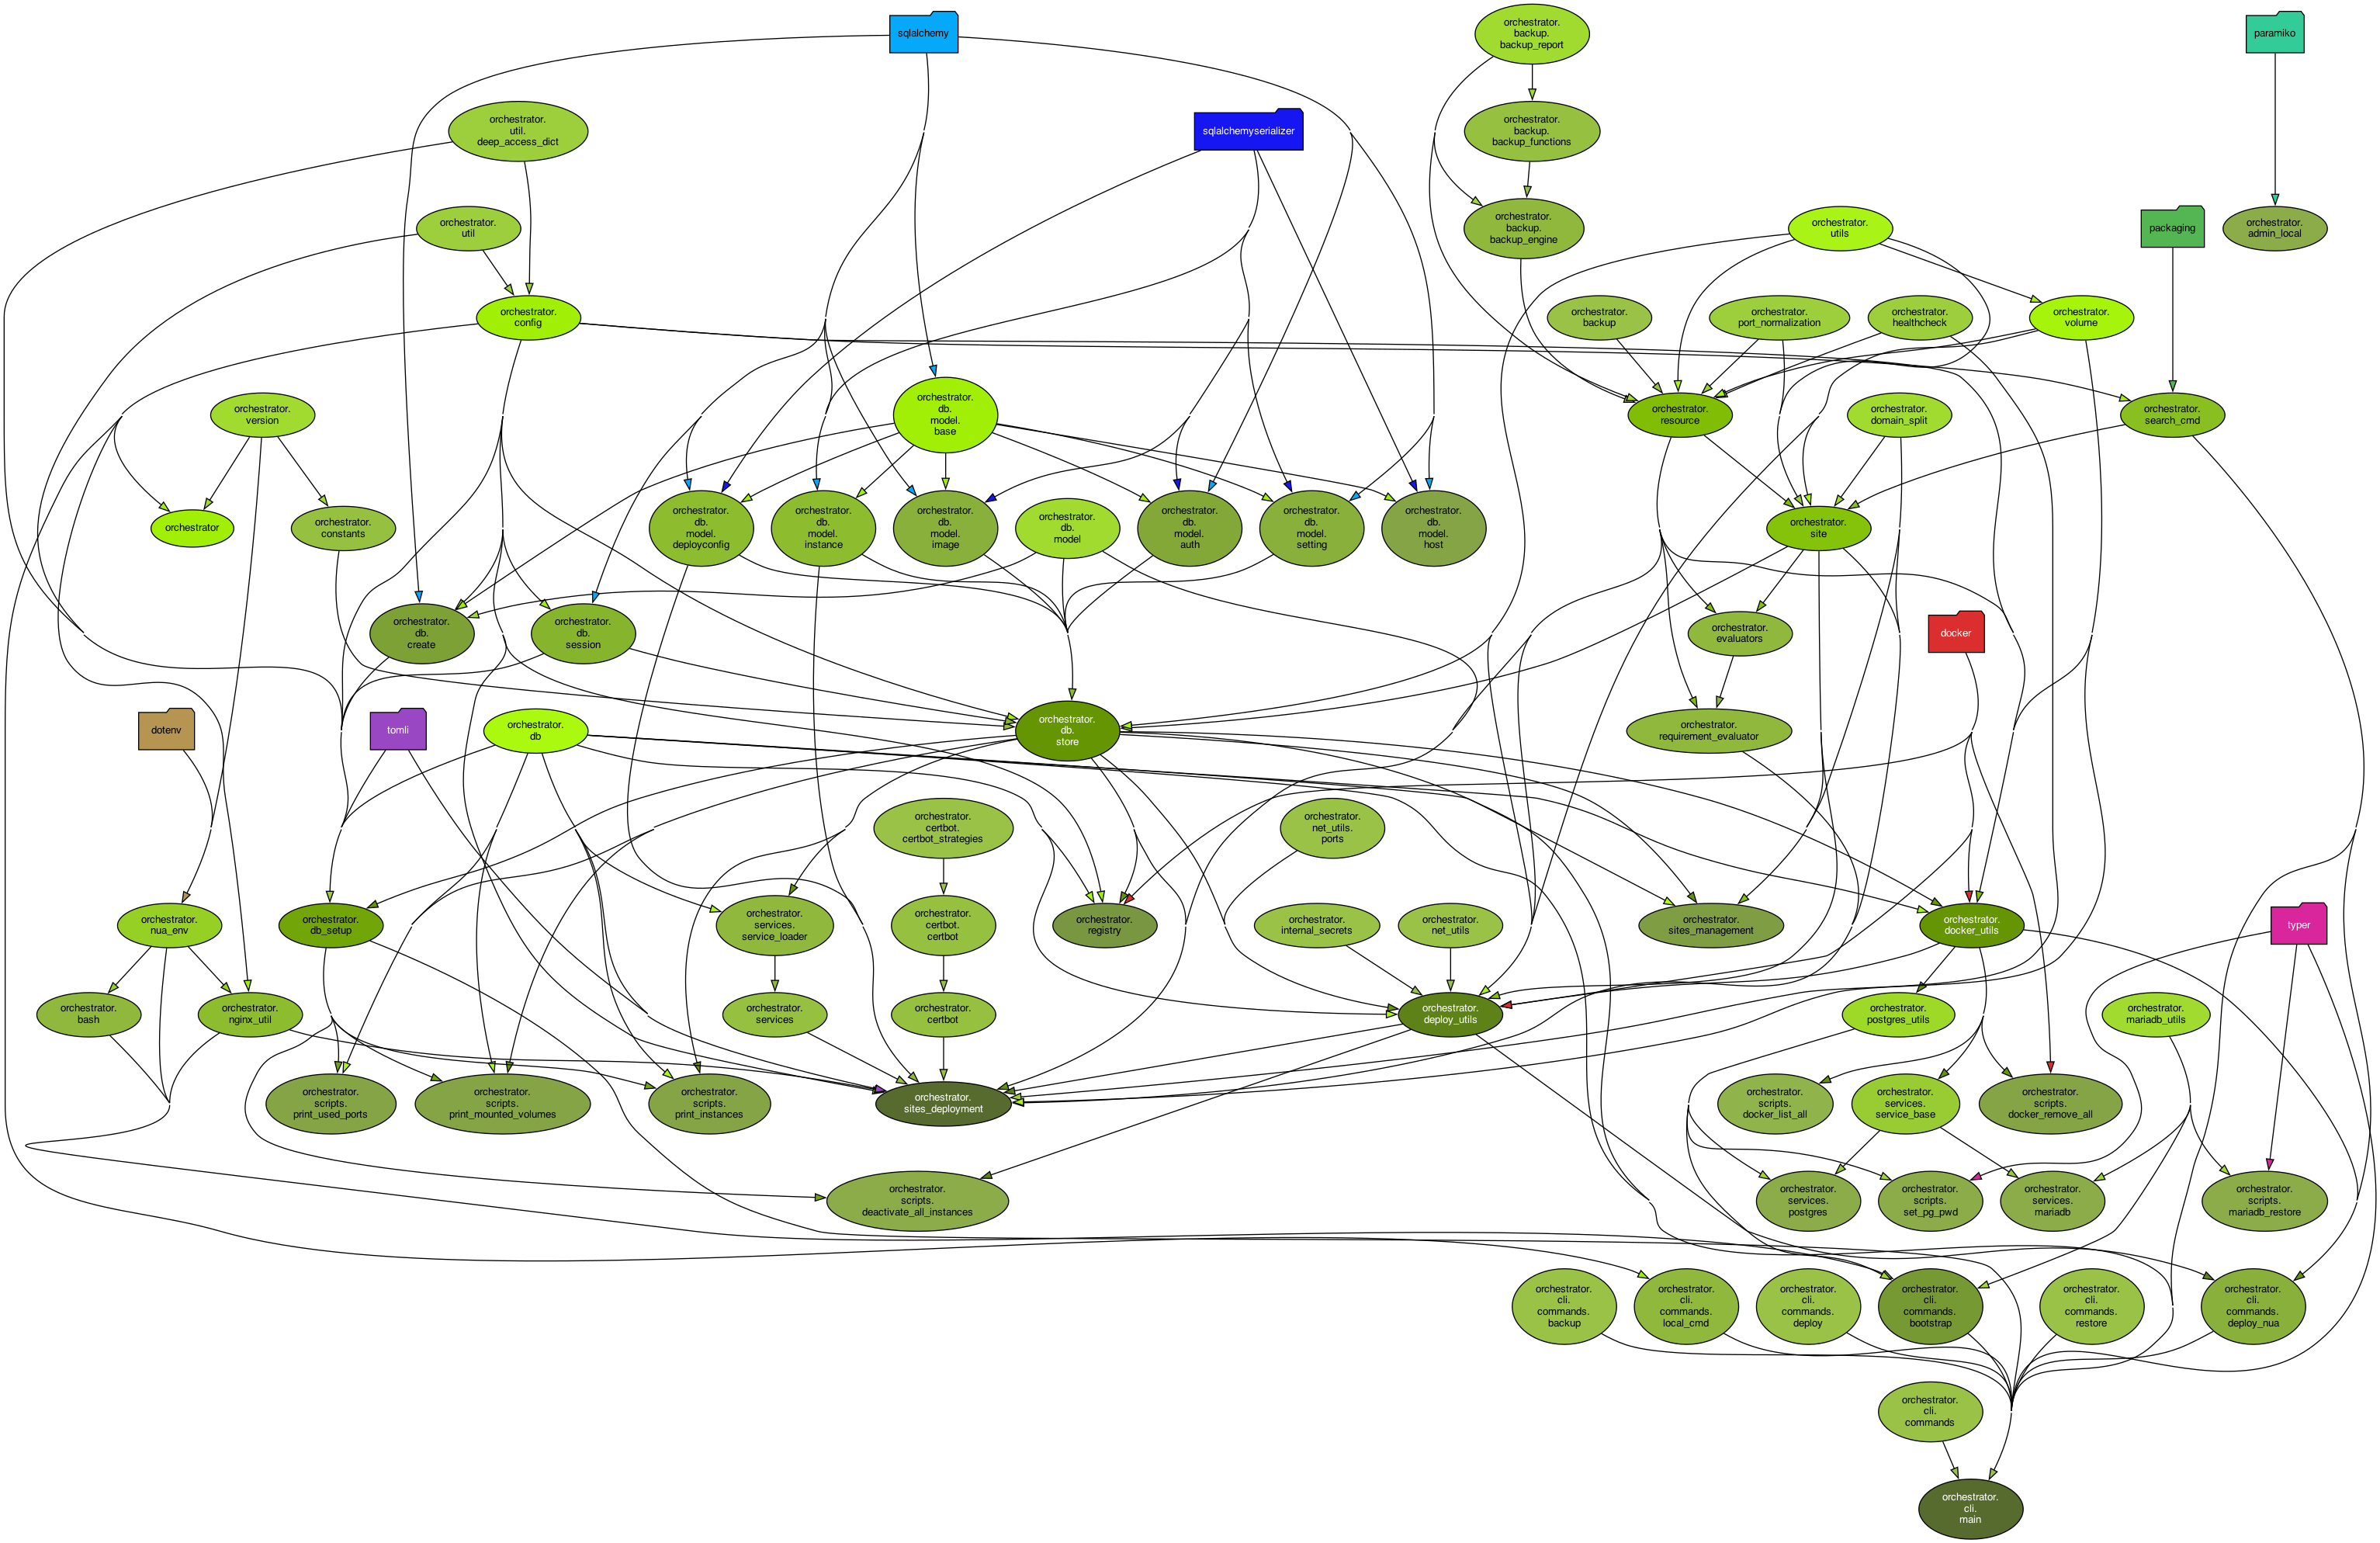 sqlalchemy
orchestrator.
backup.
backup_report
paramiko
orchestrator.
util.
deep_access_dict
sqlalchemyserializer
orchestrator.
backup.
backup_functions
orchestrator.
util
orchestrator.
backup.
backup_engine
orchestrator.
utils
packaging
orchestrator.
admin_local
orchestrator.
config
orchestrator.
backup
orchestrator.
port_normalization
orchestrator.
healthcheck
orchestrator.
volume
orchestrator.
version
orchestrator.
db.
model.
base
orchestrator.
resource
orchestrator.
domain_split
orchestrator.
search_cmd
orchestrator
orchestrator.
constants
orchestrator.
db.
model.
deployconfig
orchestrator.
db.
model.
instance
orchestrator.
db.
model.
image
orchestrator.
db.
model
orchestrator.
db.
model.
auth
orchestrator.
db.
model.
setting
orchestrator.
db.
model.
host
orchestrator.
site
orchestrator.
db.
create
orchestrator.
db.
session
orchestrator.
evaluators
docker
dotenv
tomli
orchestrator.
db
orchestrator.
db.
store
orchestrator.
requirement_evaluator
orchestrator.
certbot.
certbot_strategies
orchestrator.
net_utils.
ports
orchestrator.
nua_env
orchestrator.
db_setup
orchestrator.
services.
service_loader
orchestrator.
certbot.
certbot
orchestrator.
registry
orchestrator.
internal_secrets
orchestrator.
net_utils
orchestrator.
sites_management
orchestrator.
docker_utils
typer
orchestrator.
bash
orchestrator.
nginx_util
orchestrator.
services
orchestrator.
certbot
orchestrator.
deploy_utils
orchestrator.
postgres_utils
orchestrator.
mariadb_utils
orchestrator.
scripts.
print_used_ports
orchestrator.
scripts.
print_mounted_volumes
orchestrator.
scripts.
print_instances
orchestrator.
sites_deployment
orchestrator.
scripts.
docker_list_all
orchestrator.
services.
service_base
orchestrator.
scripts.
docker_remove_all
orchestrator.
scripts.
deactivate_all_instances
orchestrator.
services.
postgres
orchestrator.
scripts.
set_pg_pwd
orchestrator.
services.
mariadb
orchestrator.
scripts.
mariadb_restore
orchestrator.
cli.
commands.
backup
orchestrator.
cli.
commands.
local_cmd
orchestrator.
cli.
commands.
deploy
orchestrator.
cli.
commands.
bootstrap
orchestrator.
cli.
commands.
restore
orchestrator.
cli.
commands.
deploy_nua
orchestrator.
cli.
commands
orchestrator.
cli.
main